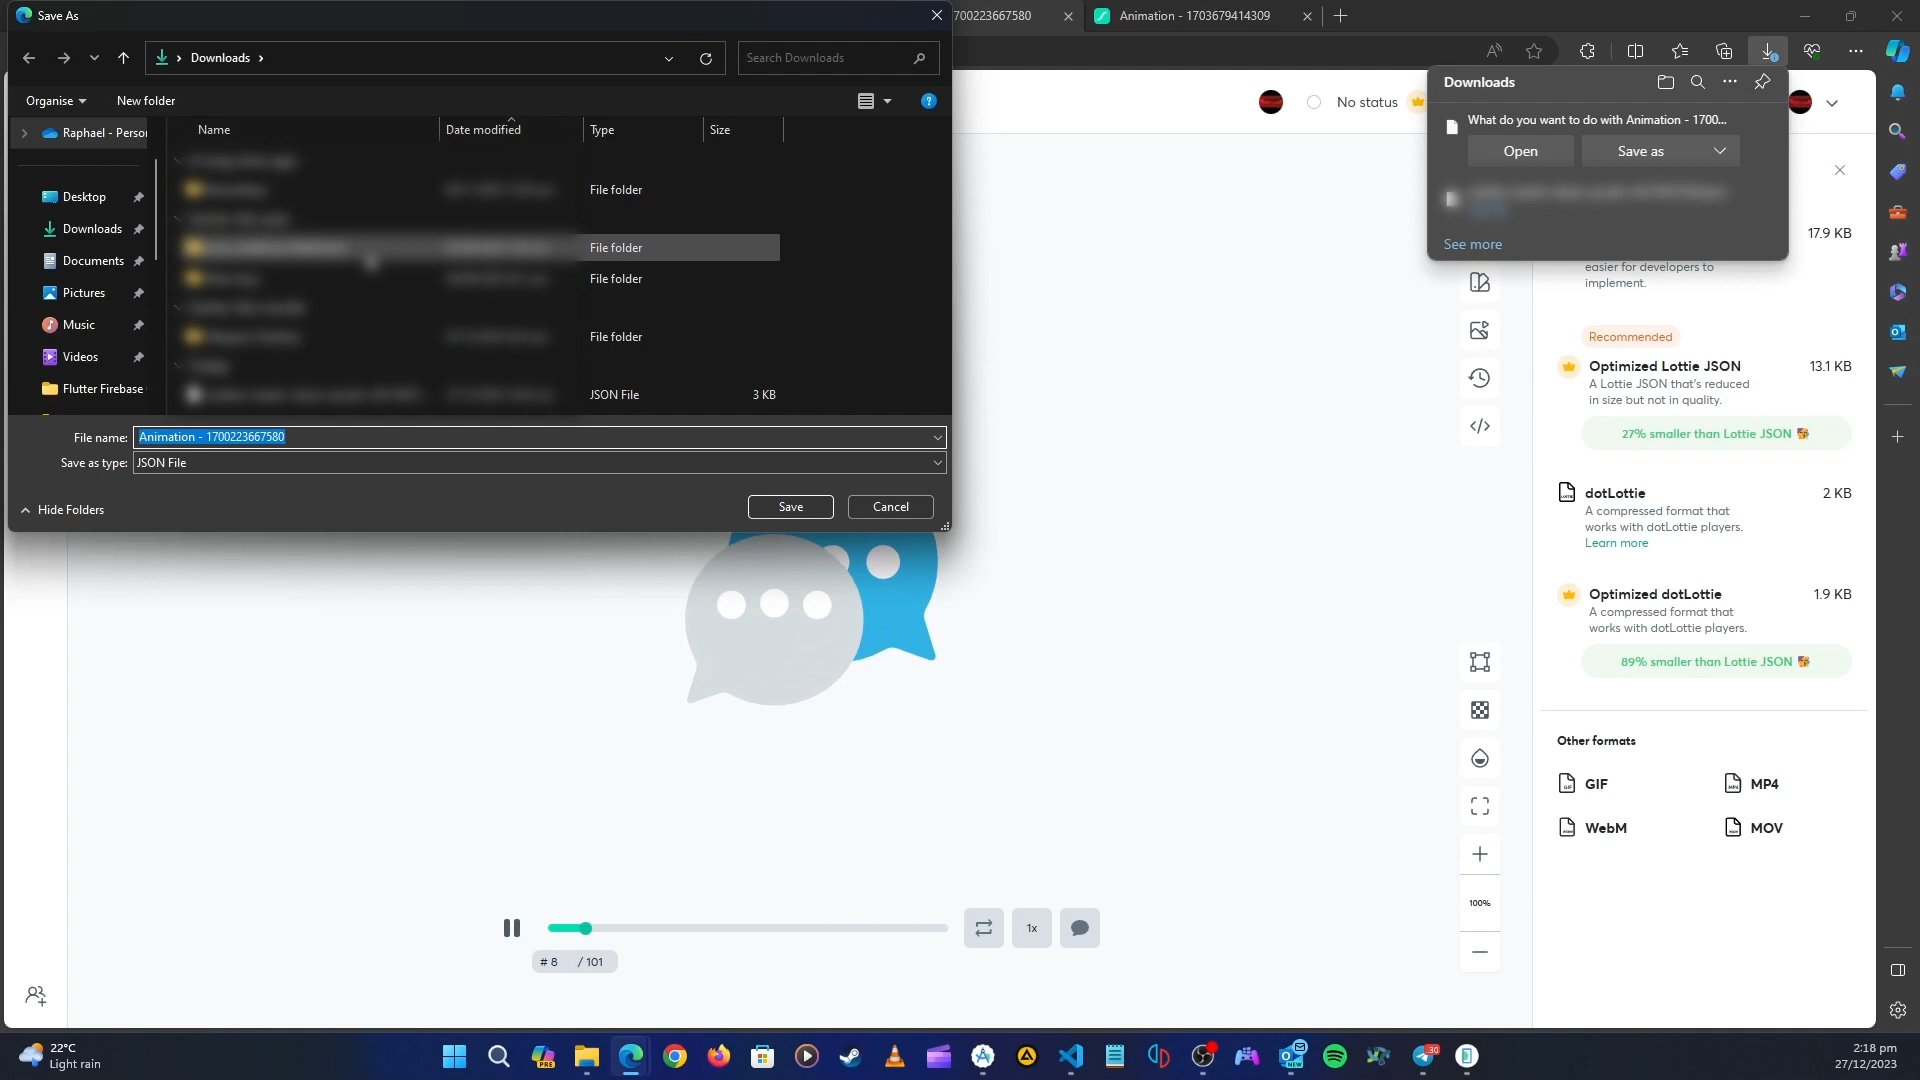 Save As
700223667580
Animation - 1703679414309
Downloads
Search Downloads
Organise
New folder
Raphael - Perso
Desktop
Downloads
Documents
Pictures
Music
Videos
Flutter Firebase
Name
Date modified
Type
Size
File folder
File folder
File folder
File folder
JSON File
3 KB
File name:
Animation - 1700223667580
Save as type:
JSON File
Hide Folders
Save
Cancel
No status
Downloads
What do you want to do with Animation - 1700...
Open
Save as
See more
17.9 KB
easier for developers to
implement.
Recommended
Optimized Lottie JSON
13.1 KB
A Lottie JSON that's reduced
in size but not in quality.
27% smaller than Lottie JSON
dotLottie
2 KB
A compressed format that
works with dotLottie players.
Learn more
Optimized dotLottie
1.9 KB
A compressed format that
works with dotLottie players.
89% smaller than Lottie JSON
Other formats
GIF
MP4
WebM
MOV
100%
1x
# 8 / 101
22°C
Light rain
PRE
NEW
30
2:18 pm
27/12/2023